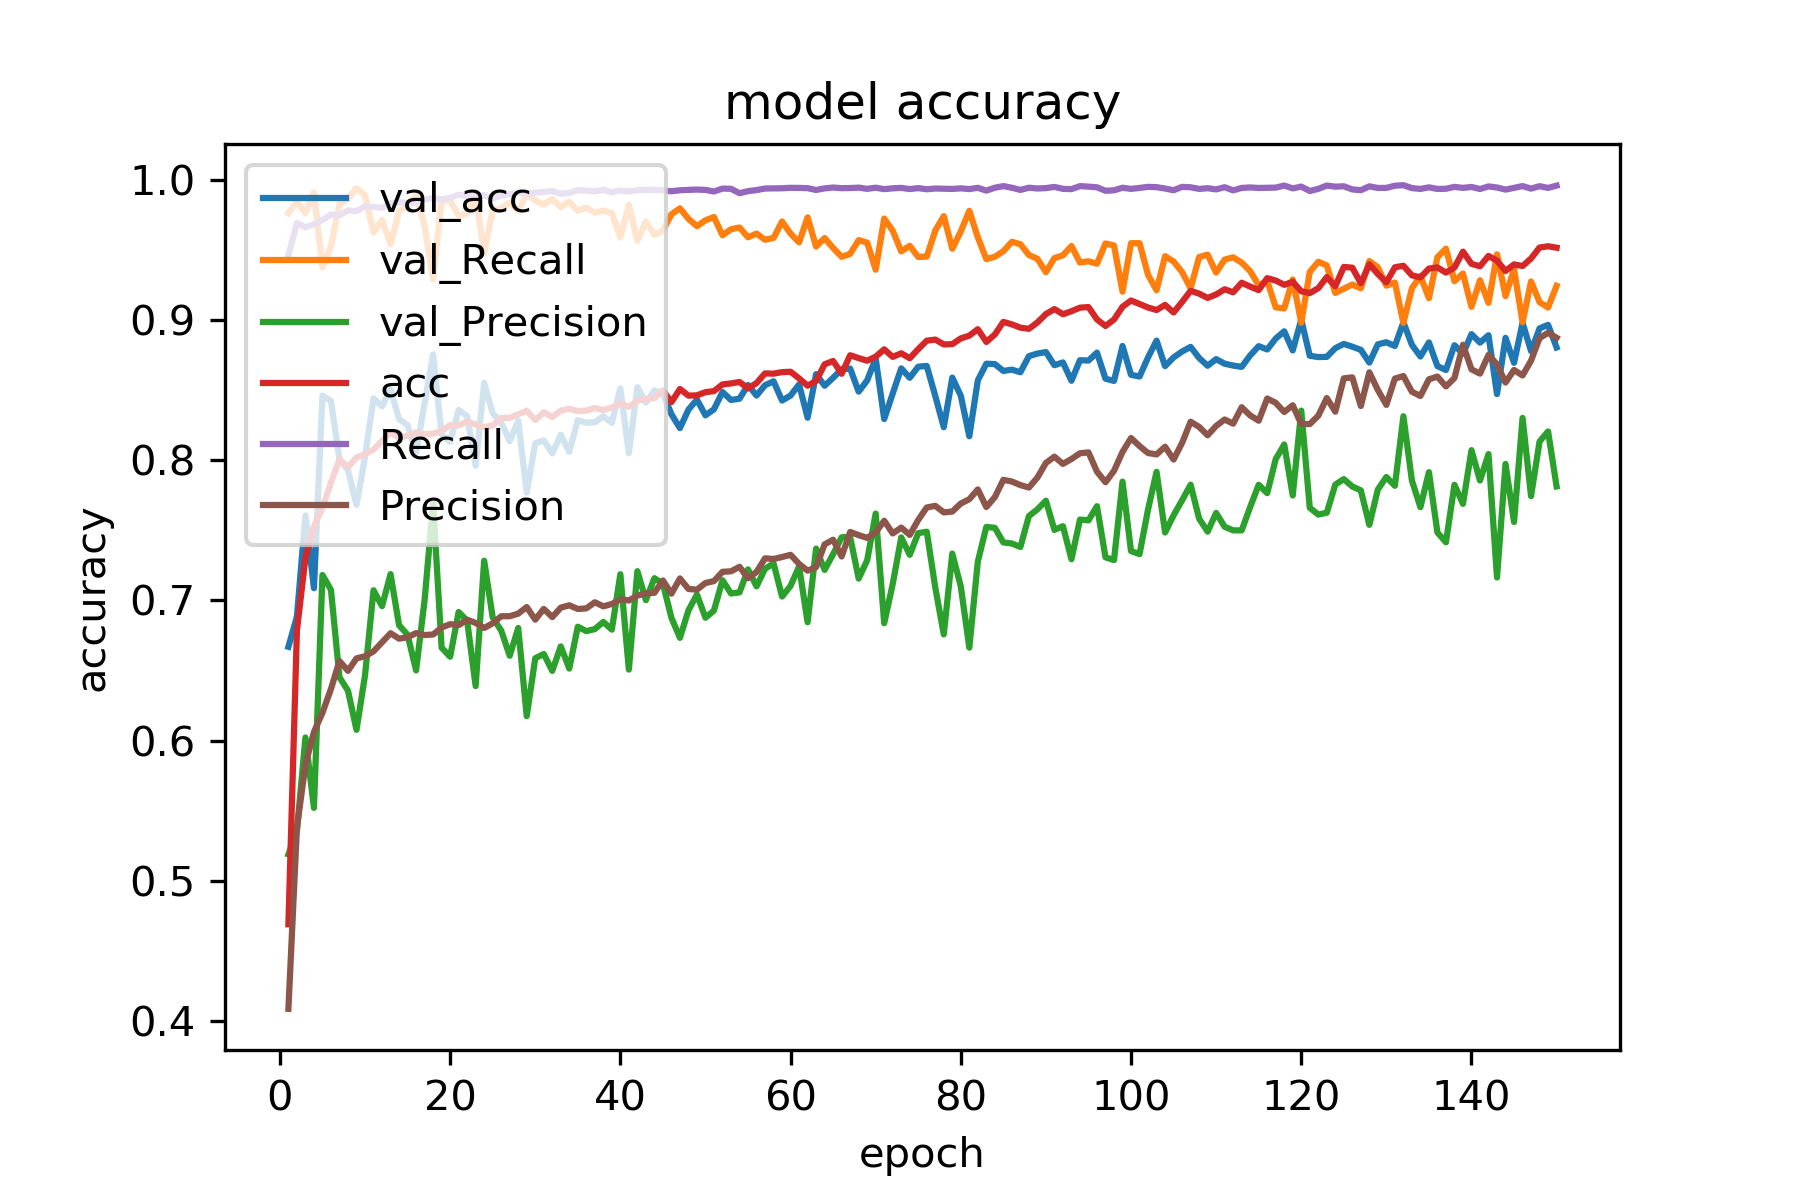 model accuracy
val_acc
val_Recall
val_Precision
acc
Recall
Precision
1.0
0.9
0.8
0.7
0.6
0.5
0.4
accuracy
0 20 40 60 80 100 120 140
epoch